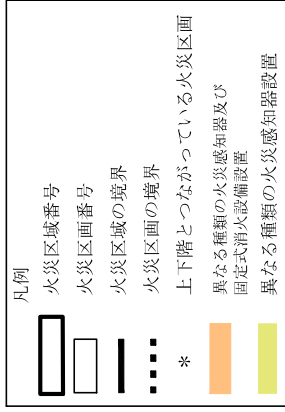 凡例
火災区域番号
火災区画番号
火災区域の境界
火災区画の境界
* 上下階とつながっている火災区画
異なる種類の火災感知器及び
固定式消火設備設置
異なる種類の火災感知器設置